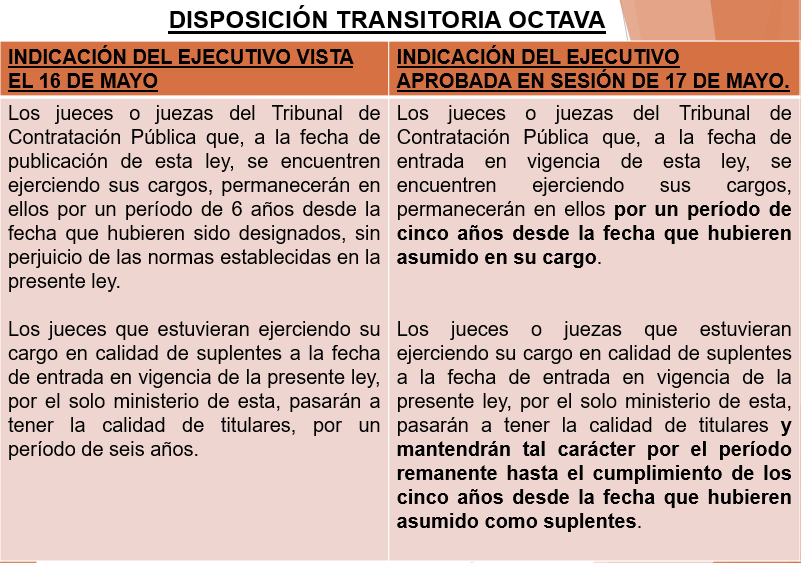 DISPOSICIÓN TRANSITORIA OCTAVA
INDICACIÓN DEL EJECUTIVO VISTA
EL 16 DE MAYO
Los jueces o juezas del Tribunal de
Contratación Pública que, a la fecha de
publicación de esta ley, se encuentren
ejerciendo sus cargos, permanecerán en
ellos por un período de 6 años desde la
fecha que hubieren sido designados, sin
perjuicio de las normas establecidas en la
presente ley.
Los jueces que estuvieran ejerciendo su
cargo en calidad de suplentes a la fecha
de entrada en vigencia de la presente ley,
por el solo ministerio de esta, pasarán a
tener la calidad de titulares, por un
período de seis años.
INDICACIÓN DEL EJECUTIVO
APROBADA EN SESIÓN DE 17 DE MAYO.
Los jueces o juezas del Tribunal de
Contratación Pública que, a la fecha de
entrada en vigencia de esta ley, se
encuentren ejerciendo sus cargos,
permanecerán en ellos por un período de
cinco años desde la fecha que hubieren
asumido en su cargo.
Los jueces o juezas que estuvieran
ejerciendo su cargo en calidad de suplentes
a la fecha de entrada en vigencia de la
presente ley, por el solo ministerio de esta,
pasarán a tener la calidad de titulares y
mantendrán tal carácter por el período
remanente hasta el cumplimiento de los
cinco años desde la fecha que hubieren
asumido como suplentes.